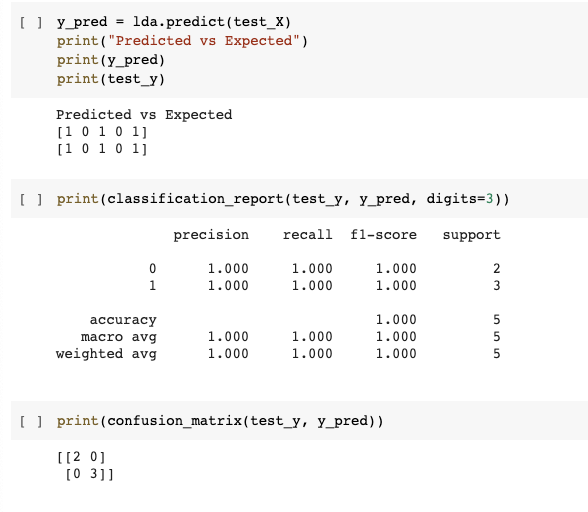 [ ] y_pred = lda.predict(test_X)
print("Predicted vs Expected")
print(y_pred)
print(test_y)
Predicted vs Expected
[1 0 1 0 1]
[1 0 1 0 1]
[ ] print(classification_report(test_y, y_pred, digits=3))
precision recall f1-score support
0 1.000 1.000 1.000 2
1 1.000 1.000 1.000 3
accuracy 1.000 5
macro avg 1.000 1.000 1.000 5
weighted avg 1.000 1.000 1.000 5
[ ] print(confusion_matrix(test_y, y_pred))
[[2 0]
[0 3]]